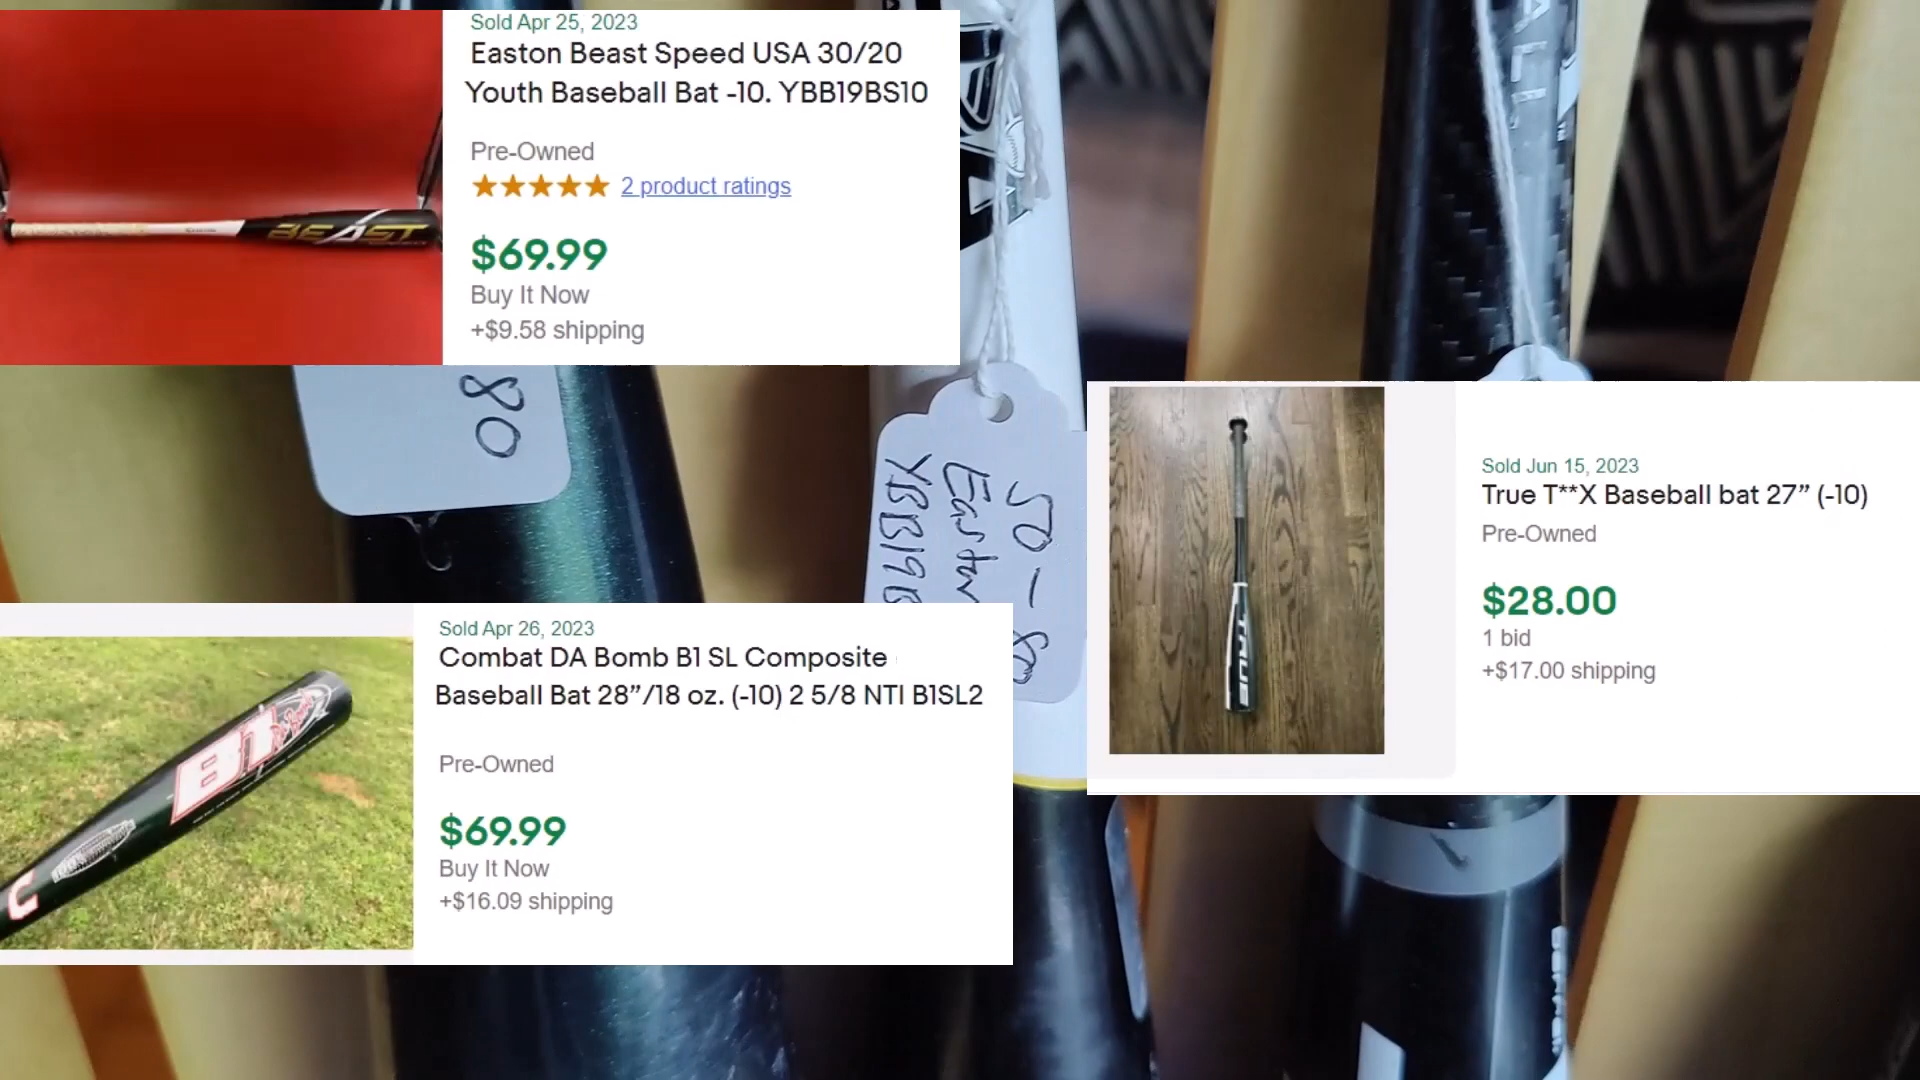 Sold Apr 25, 2023
Easton Beast Speed USA 30/20
Youth Baseball Bat -10. YBB19BS10
Pre-Owned
2 product ratings
$69.99
Buy It Now
+$9.58 shipping
BEAST
80
50-80
Easton
YBB19B
Sold Jun 15, 2023
True T**X Baseball bat 27” (-10)
Pre-Owned
$28.00
1 bid
+$17.00 shipping
TRUE
Sold Apr 26, 2023
Combat DA Bomb B1 SL Composite
Baseball Bat 28”/18 oz. (-10) 2 5/8 NTI B1SL2
Pre-Owned
$69.99
Buy It Now
+$16.09 shipping
B1